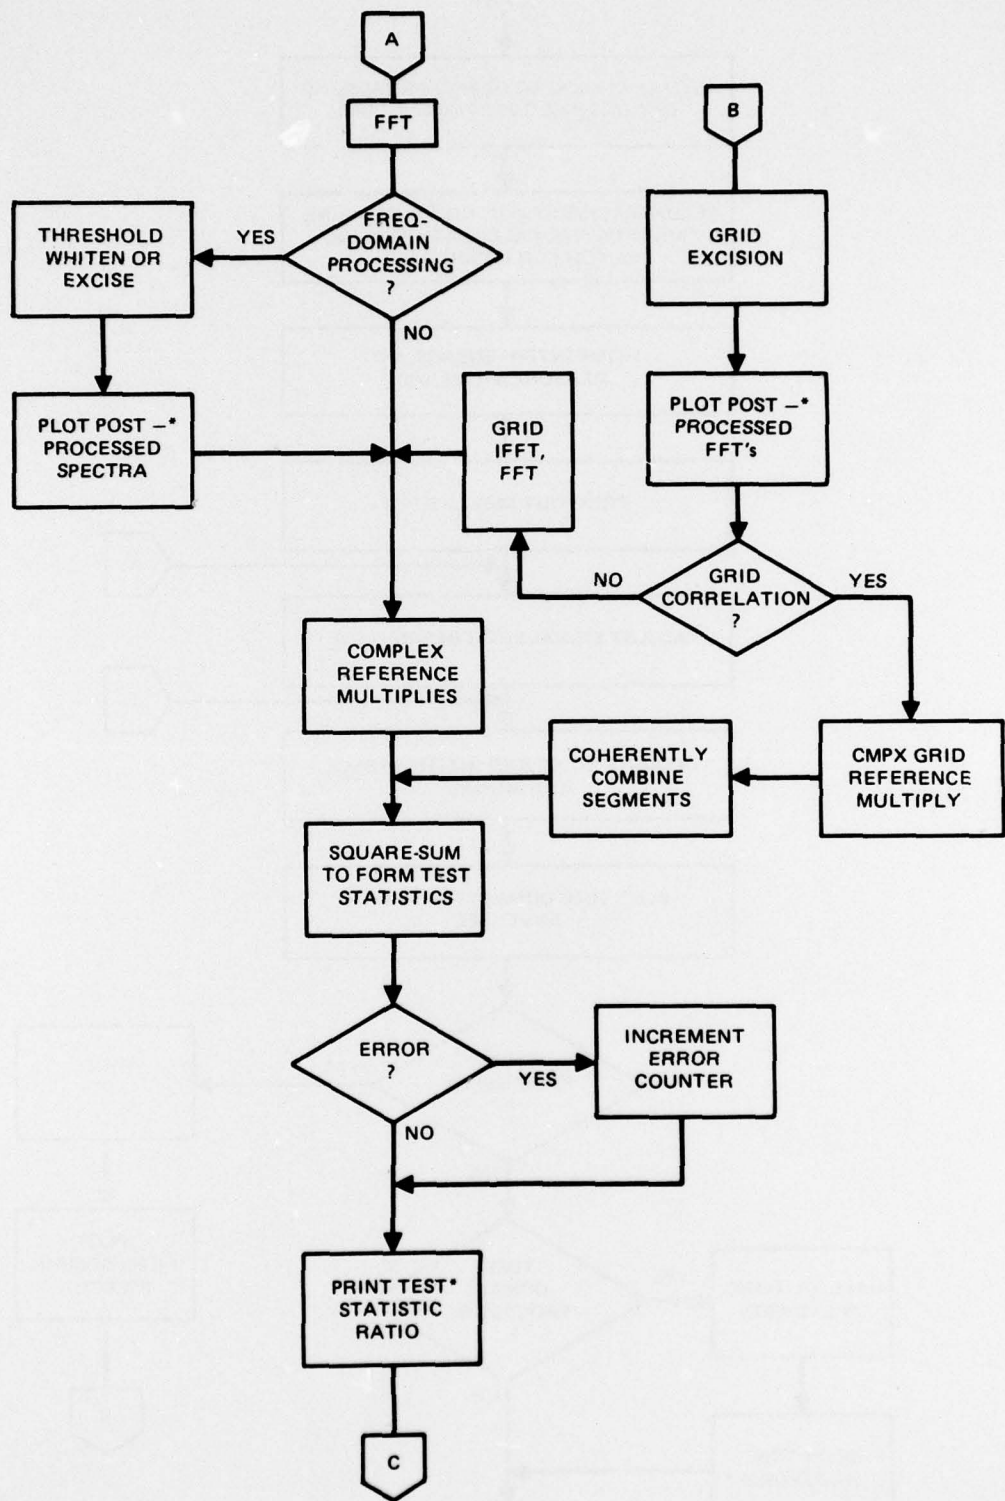 A
FFT
B
FREQ-
DOMAIN
PROCESSING
?
YES
NO
THRESHOLD
WHITEN OR
EXCISE
PLOT POST –*
PROCESSED
SPECTRA
GRID
EXCISION
PLOT POST –*
PROCESSED
FFT's
GRID
IFFT,
FFT
GRID
CORRELATION
?
NO
YES
COMPLEX
REFERENCE
MULTIPLIES
COHERENTLY
COMBINE
SEGMENTS
CMPX GRID
REFERENCE
MULTIPLY
SQUARE-SUM
TO FORM TEST
STATISTICS
ERROR
?
YES
NO
INCREMENT
ERROR
COUNTER
PRINT TEST*
STATISTIC
RATIO
C